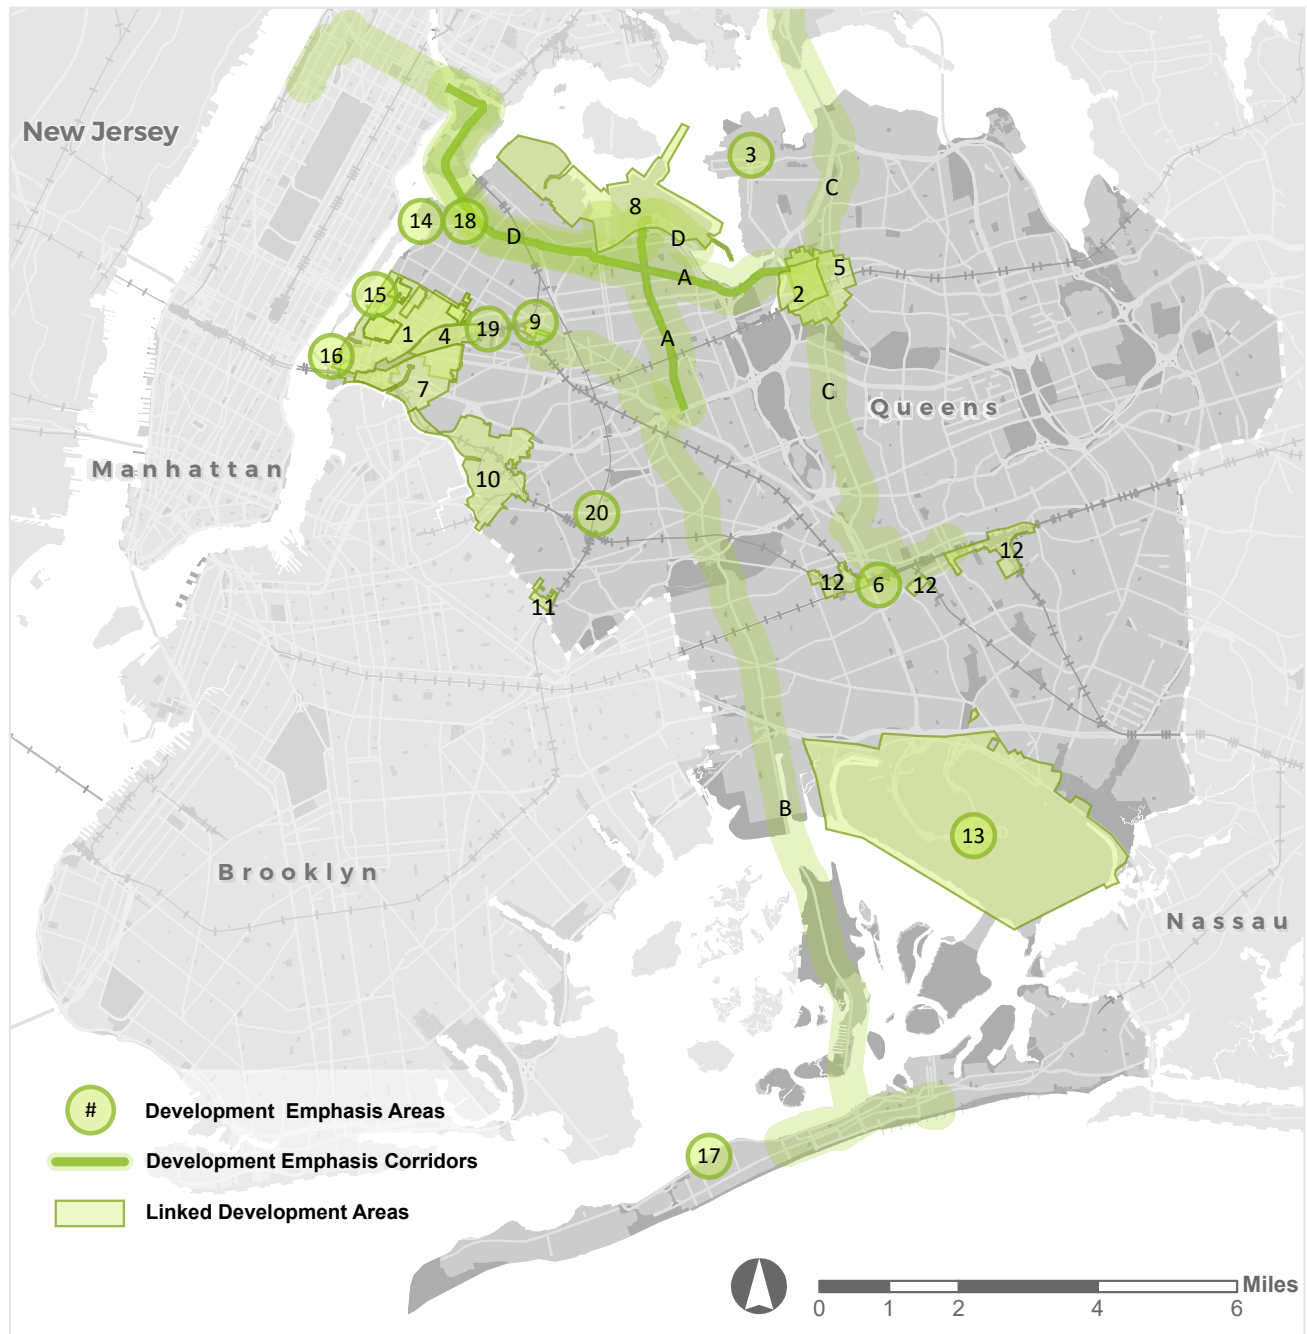 New Jersey
3
C
14
18
8
D
D
A
5
2
15
1
4
19
9
16
A
7
C
Queens
Manhattan
10
20
12
12
6
12
11
B
13
Brooklyn
Nassau
# Development Emphasis Areas
17
Development Emphasis Corridors
Linked Development Areas
Miles
0 1 2 4 6